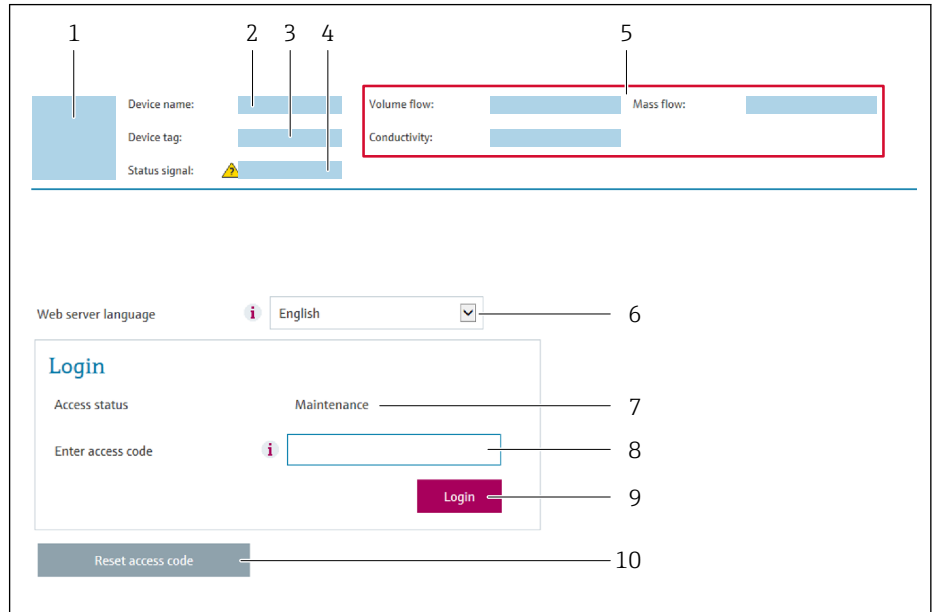 1 2 3 4 5
Device name: Volume flow: Mass flow:
Device tag: Conductivity:
Status signal: ?
Web server language i English 6
Login
Access status Maintenance 7
Enter access code i 8
Login 9
Reset access code 10